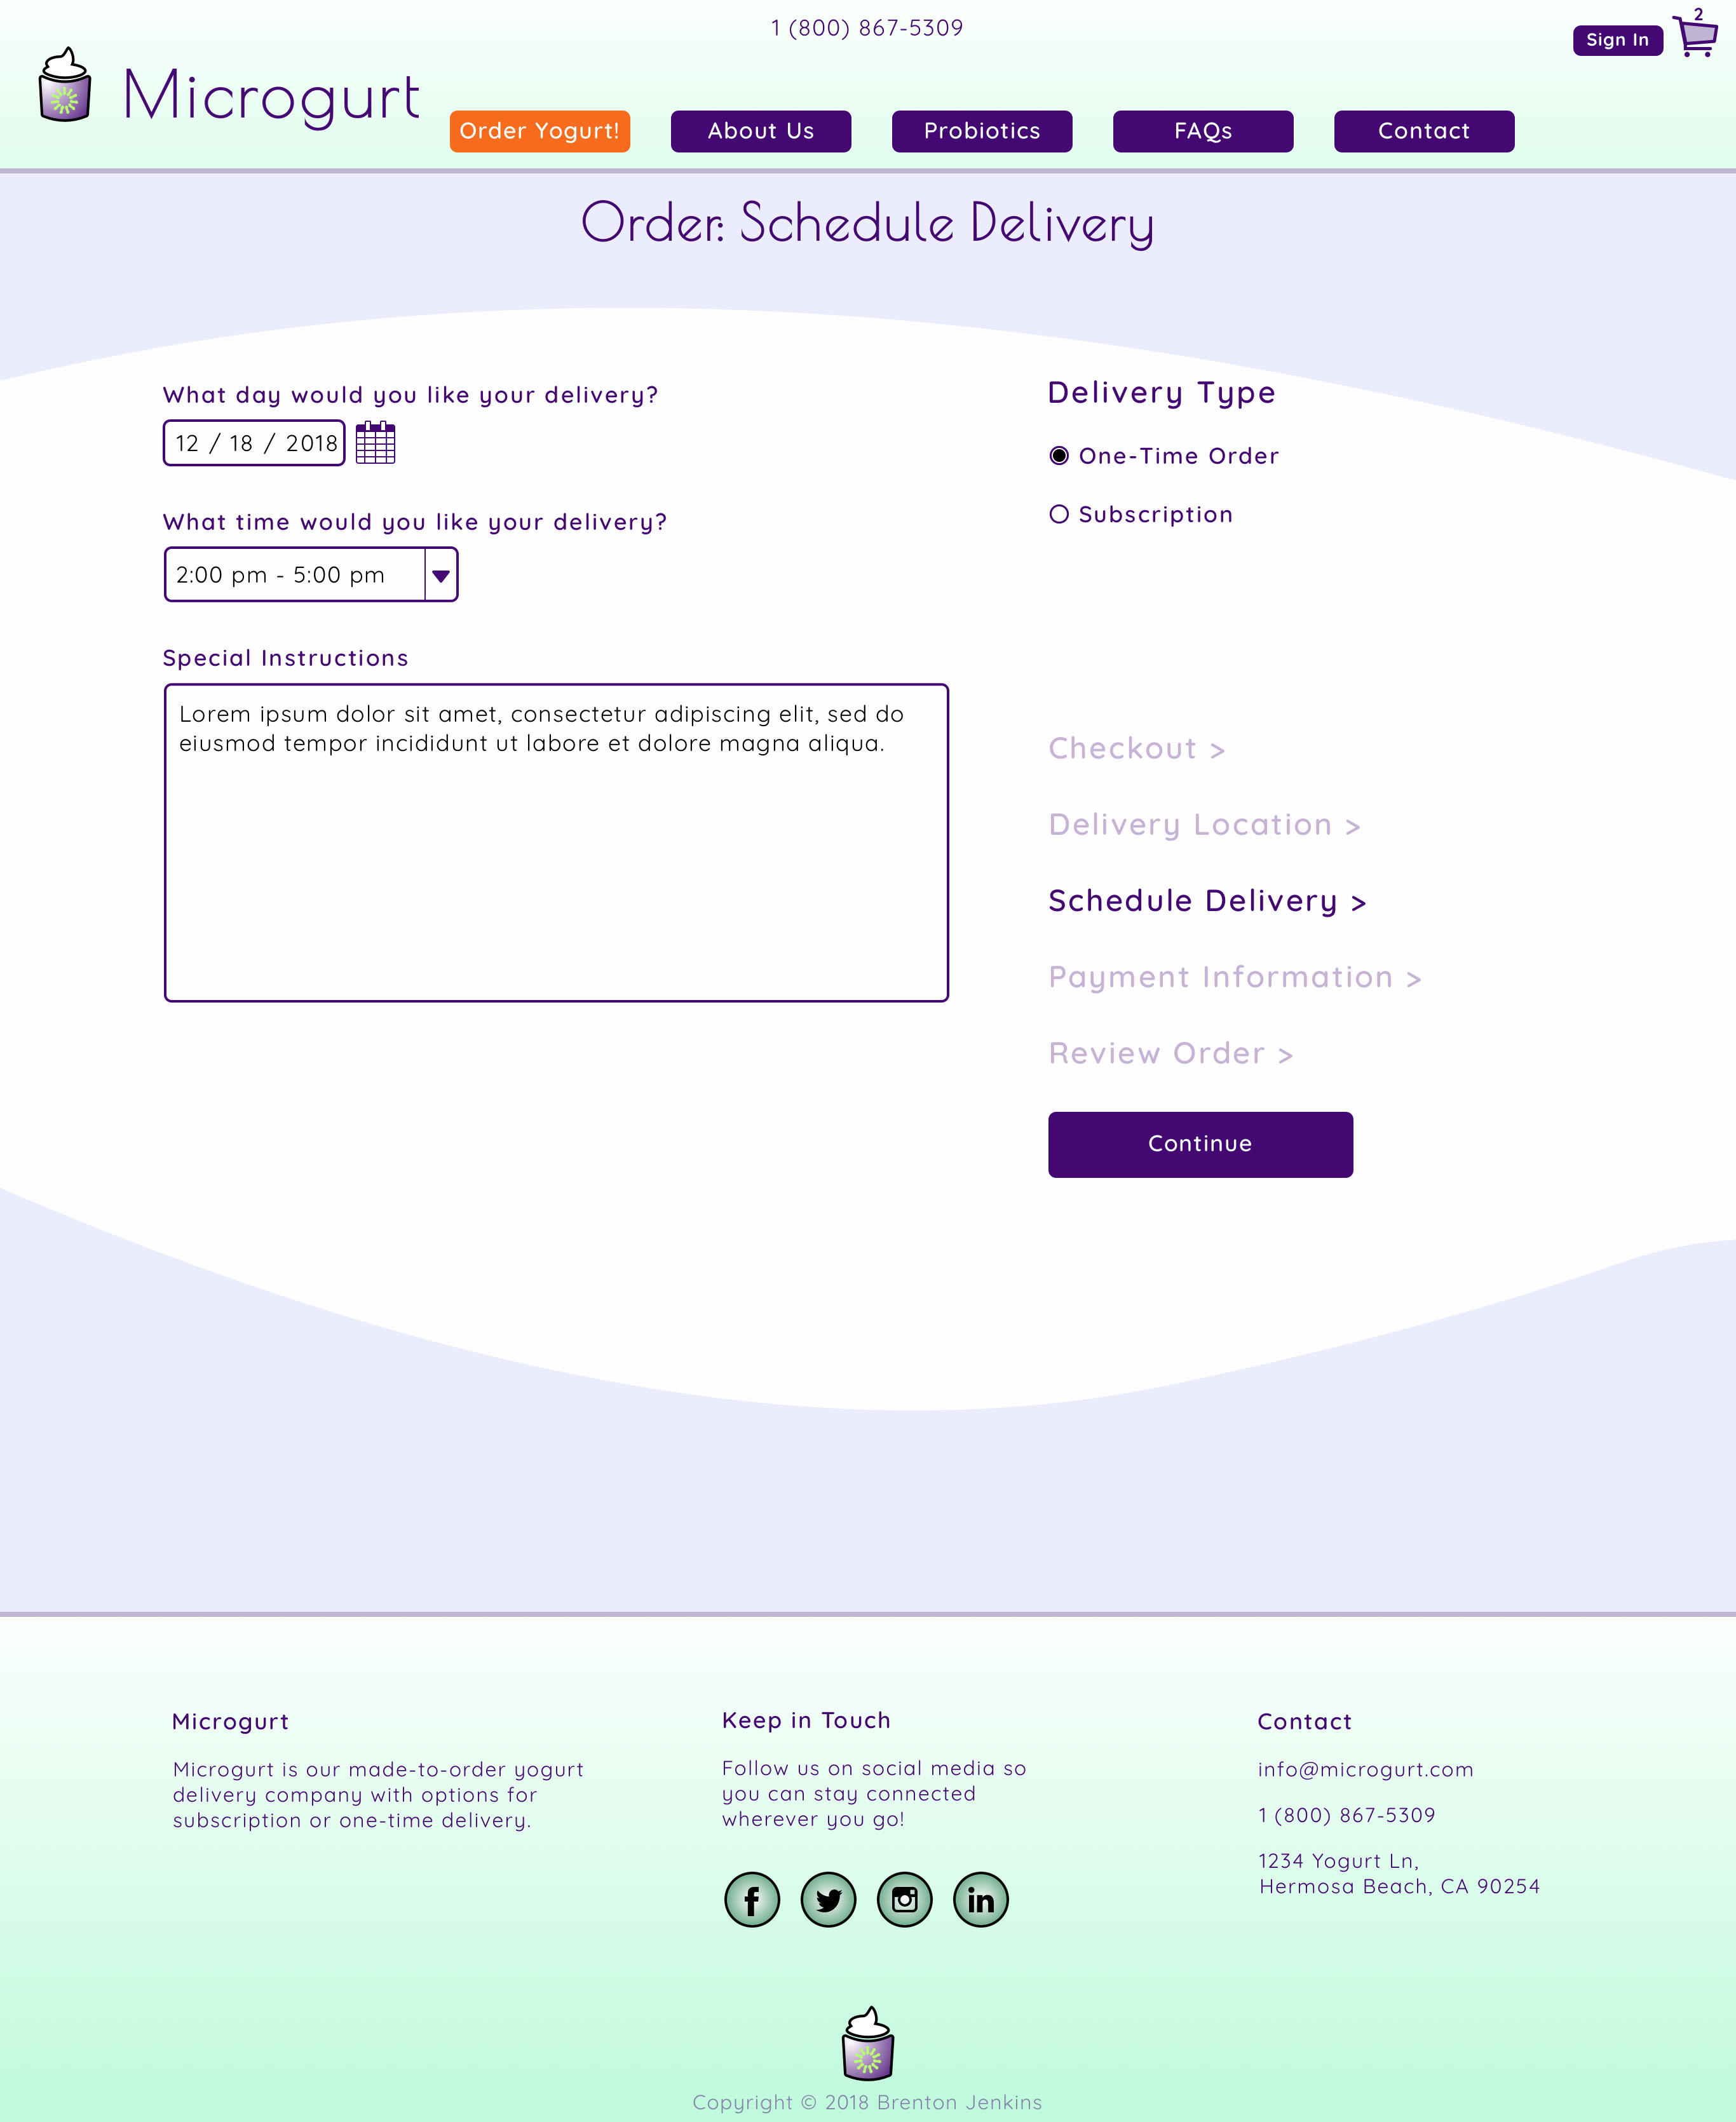 1 (800) 867-5309
2
Sign In
Microgurt
Order Yogurt!
About Us
Probiotics
FAQs
Contact
Order: Schedule Delivery
What day would you like your delivery?
12 / 18 / 2018
What time would you like your delivery?
2:00 pm - 5:00 pm
Special Instructions
Lorem ipsum dolor sit amet, consectetur adipiscing elit, sed do
eiusmod tempor incididunt ut labore et dolore magna aliqua.
Delivery Type
One-Time Order
Subscription
Checkout >
Delivery Location >
Schedule Delivery >
Payment Information >
Review Order >
Continue
Microgurt
Microgurt is our made-to-order yogurt
delivery company with options for
subscription or one-time delivery.
Keep in Touch
Follow us on social media so
you can stay connected
wherever you go!
Contact
info@microgurt.com
1 (800) 867-5309
1234 Yogurt Ln,
Hermosa Beach, CA 90254
Copyright © 2018 Brenton Jenkins